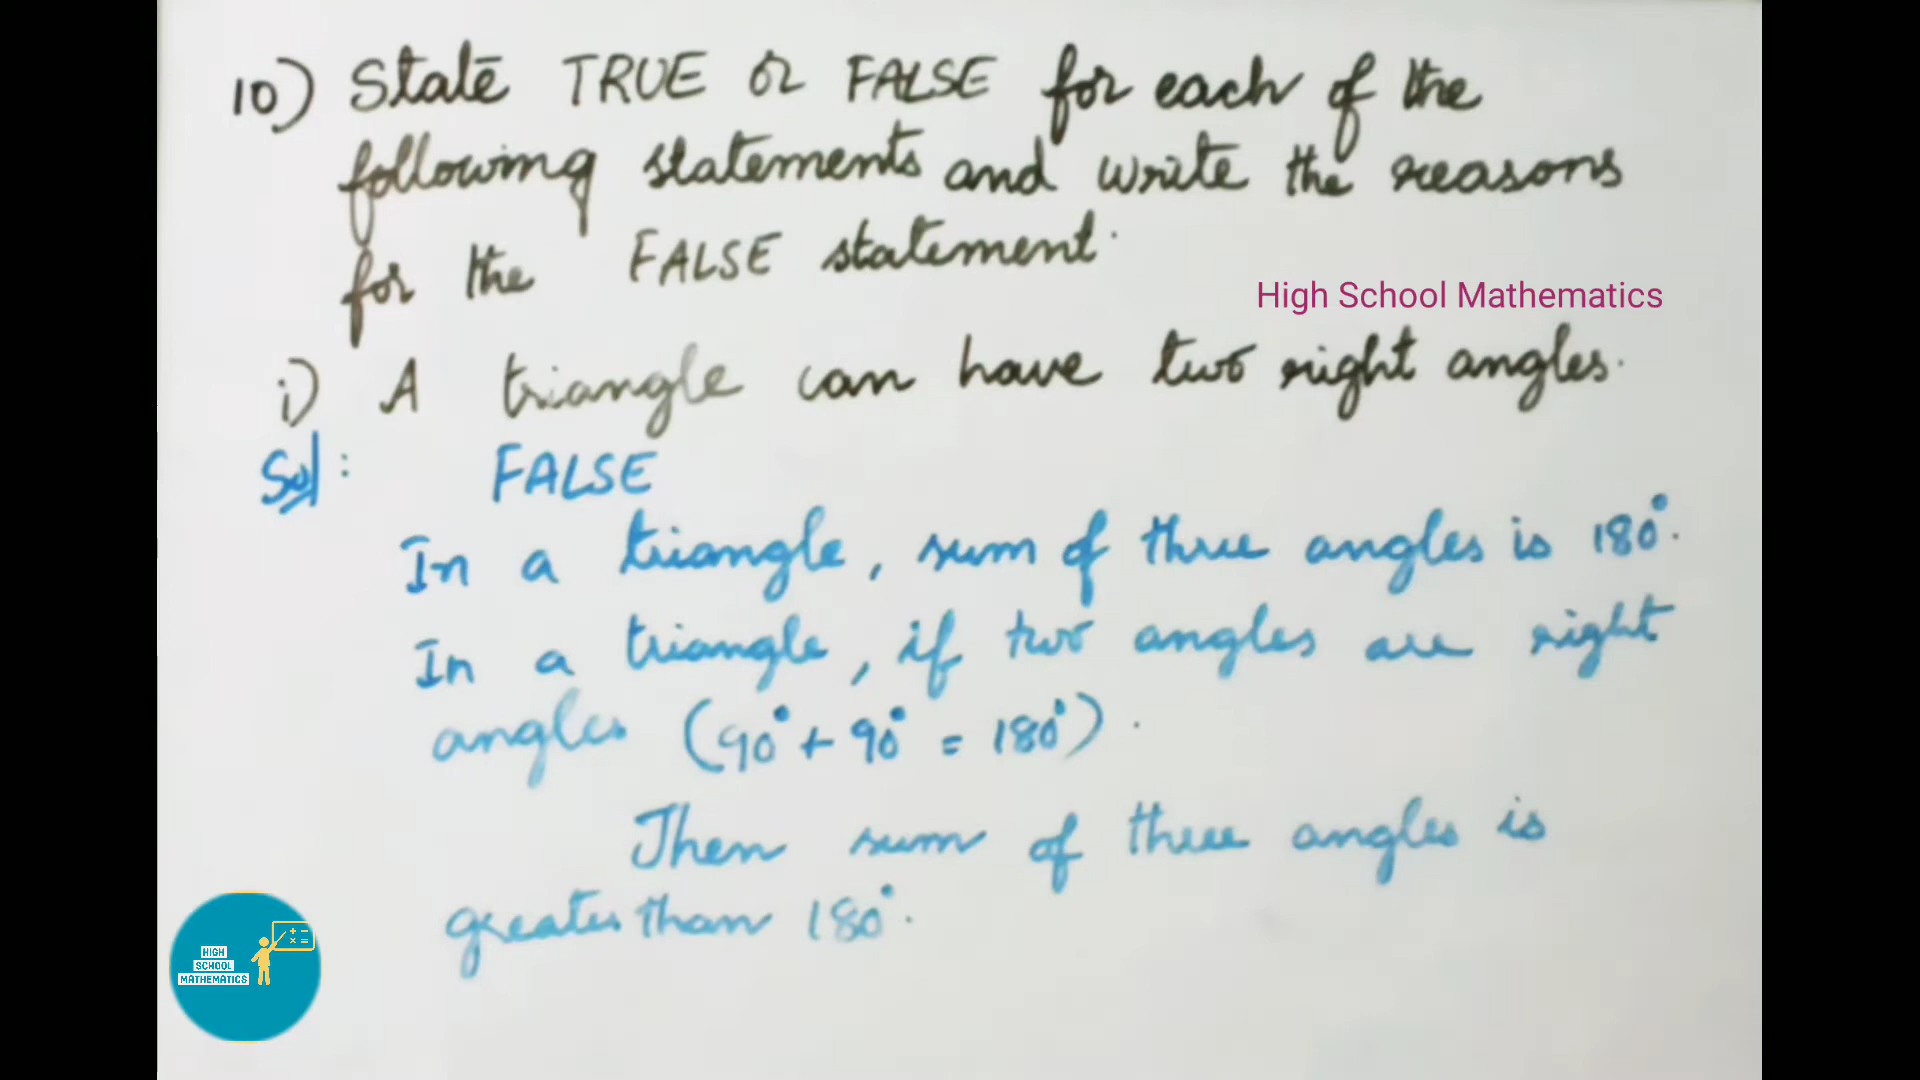 10) State TRUE or FALSE for each of the
following statements and write the reasons
for the FALSE statement.
High School Mathematics
i) A triangle can have two right angles.
Sol: FALSE
In a triangle, sum of three angles is 180°.
In a triangle, if two angles are right
angles (90° + 90° = 180°).
Then sum of three angles is
greater than 180°.
HIGH
SCHOOL
MATHEMATICS